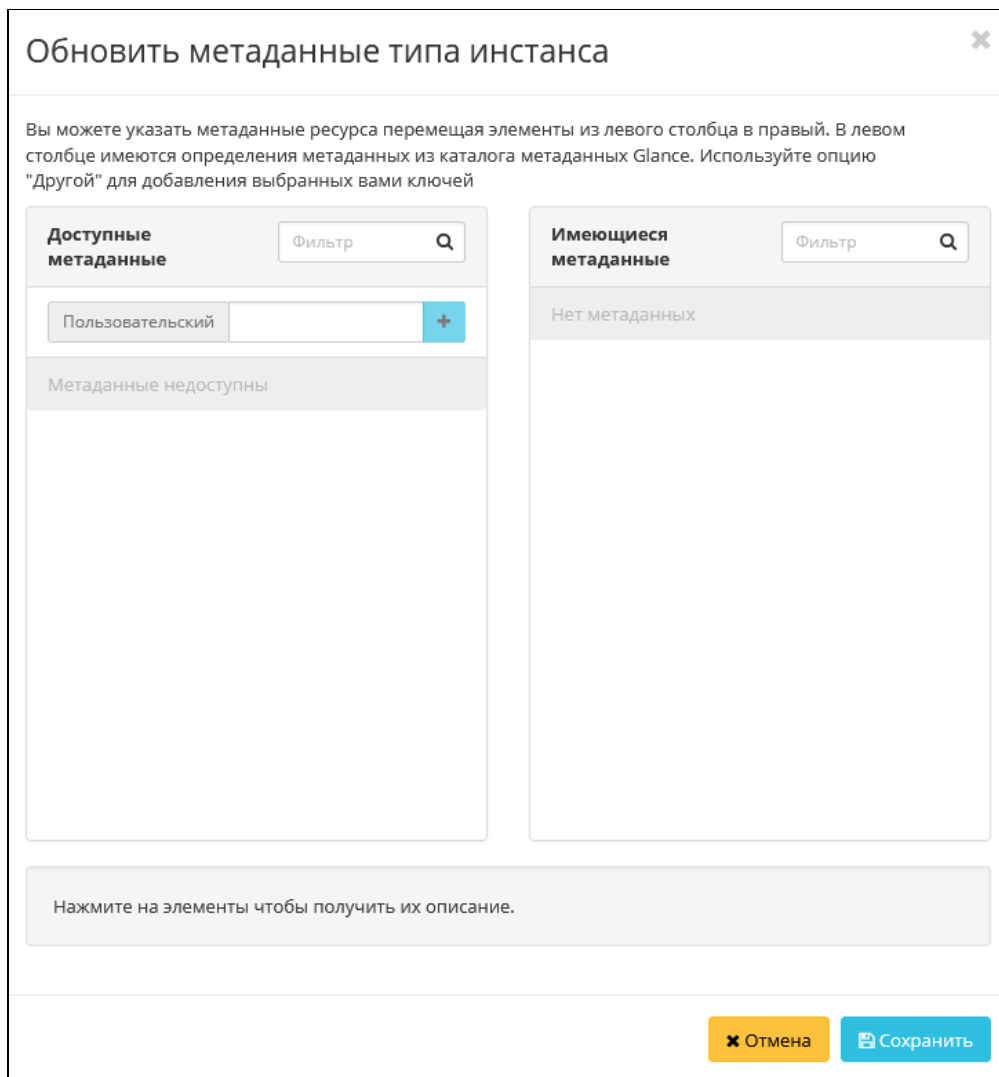 Обновить метаданные типа инстанса
Вы можете указать метаданные ресурса перемещая элементы из левого столбца в правый. В левом
столбце имеются определения метаданных из каталога метаданных Glance. Используйте опцию
"Другой" для добавления выбранных вами ключей
Доступные
метаданные
Фильтр
Пользовательский
Метаданные недоступны
Имеющиеся
метаданные
Фильтр
Нет метаданных
Нажмите на элементы чтобы получить их описание.
Отмена
Сохранить